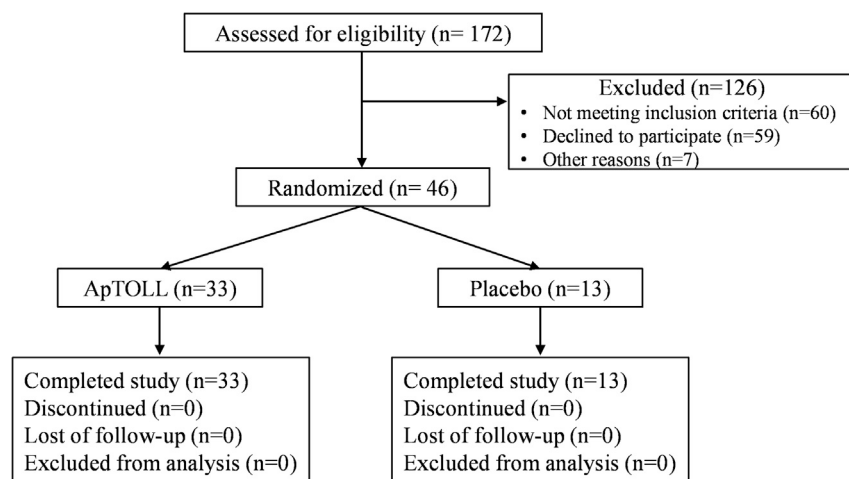 Assessed for eligibility (n= 172)
Excluded (n=126)
• Not meeting inclusion criteria (n=60)
• Declined to participate (n=59)
• Other reasons (n=7)
Randomized (n= 46)
ApTOLL (n=33)
Placebo (n=13)
Completed study (n=33)
Discontinued (n=0)
Lost of follow-up (n=0)
Excluded from analysis (n=0)
Completed study (n=13)
Discontinued (n=0)
Lost of follow-up (n=0)
Excluded from analysis (n=0)